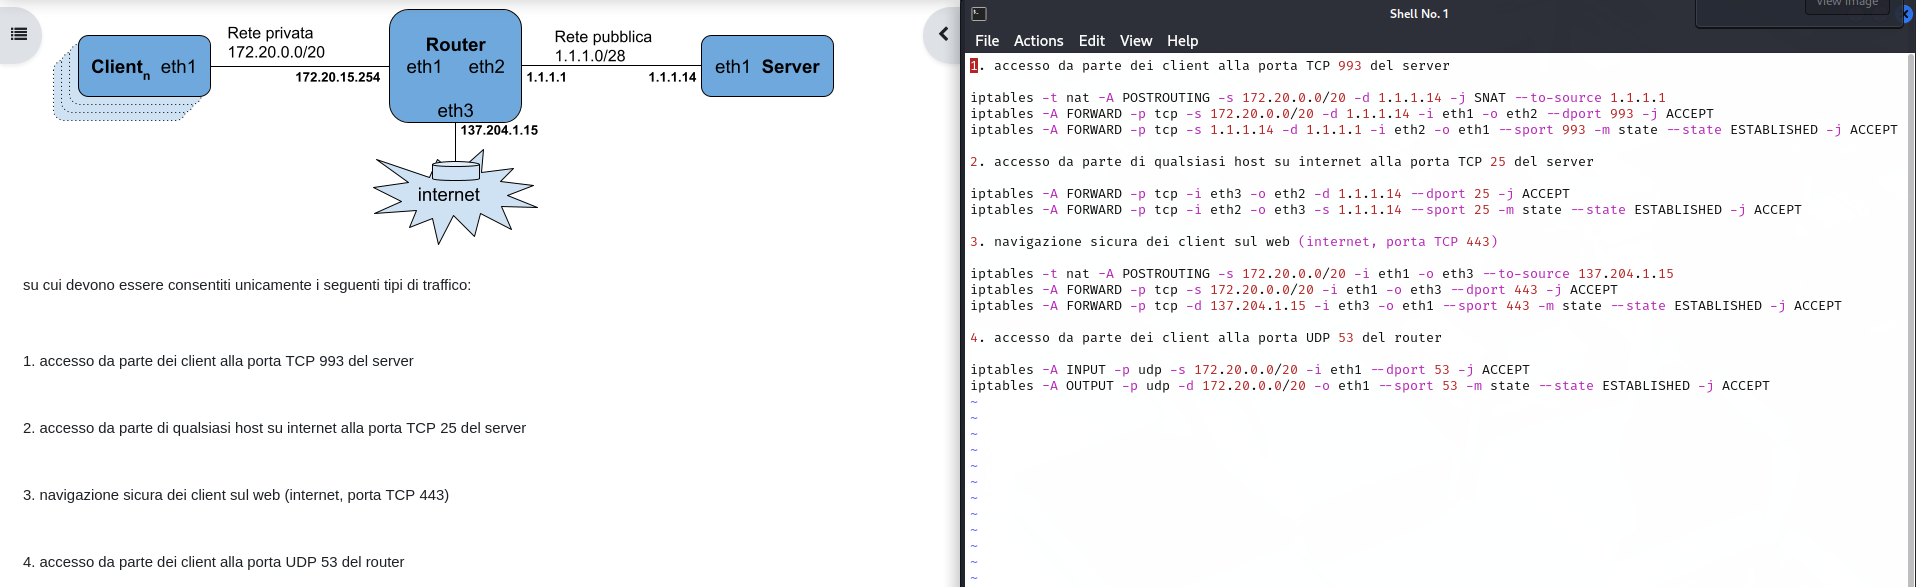 Rete privata
172.20.0.0/20
Client n eth1
172.20.15.254
Router
eth1 eth2
eth3
137.204.1.15
Rete pubblica
1.1.1.0/28
1.1.1.1
1.1.1.14
eth1 Server
internet
su cui devono essere consentiti unicamente i seguenti tipi di traffico:
1. accesso da parte dei client alla porta TCP 993 del server
2. accesso da parte di qualsiasi host su internet alla porta TCP 25 del server
3. navigazione sicura dei client sul web (internet, porta TCP 443)
4. accesso da parte dei client alla porta UDP 53 del router
View image
Shell No. 1
File Actions Edit View Help
1. accesso da parte dei client alla porta TCP 993 del server
iptables -t nat -A POSTROUTING -s 172.20.0.0/20 -d 1.1.1.14 -j SNAT --to-source 1.1.1.1
iptables -A FORWARD -p tcp -s 172.20.0.0/20 -d 1.1.1.14 -i eth1 -o eth2 --dport 993 -j ACCEPT
iptables -A FORWARD -p tcp -s 1.1.1.14 -d 1.1.1.1 -i eth2 -o eth1 --sport 993 -m state --state ESTABLISHED -j ACCEPT
2. accesso da parte di qualsiasi host su internet alla porta TCP 25 del server
iptables -A FORWARD -p tcp -i eth3 -o eth2 -d 1.1.1.14 --dport 25 -j ACCEPT
iptables -A FORWARD -p tcp -i eth2 -o eth3 -s 1.1.1.14 --sport 25 -m state --state ESTABLISHED -j ACCEPT
3. navigazione sicura dei client sul web (internet, porta TCP 443)
iptables -t nat -A POSTROUTING -s 172.20.0.0/20 -i eth1 -o eth3 --to-source 137.204.1.15
iptables -A FORWARD -p tcp -s 172.20.0.0/20 -i eth1 -o eth3 --dport 443 -j ACCEPT
iptables -A FORWARD -p tcp -d 137.204.1.15 -i eth3 -o eth1 --sport 443 -m state --state ESTABLISHED -j ACCEPT
4. accesso da parte dei client alla porta UDP 53 del router
iptables -A INPUT -p udp -s 172.20.0.0/20 -i eth1 --dport 53 -j ACCEPT
iptables -A OUTPUT -p udp -d 172.20.0.0/20 -o eth1 --sport 53 -m state --state ESTABLISHED -j ACCEPT
~
~
~
~
~
~
~
~
~
~
~
~